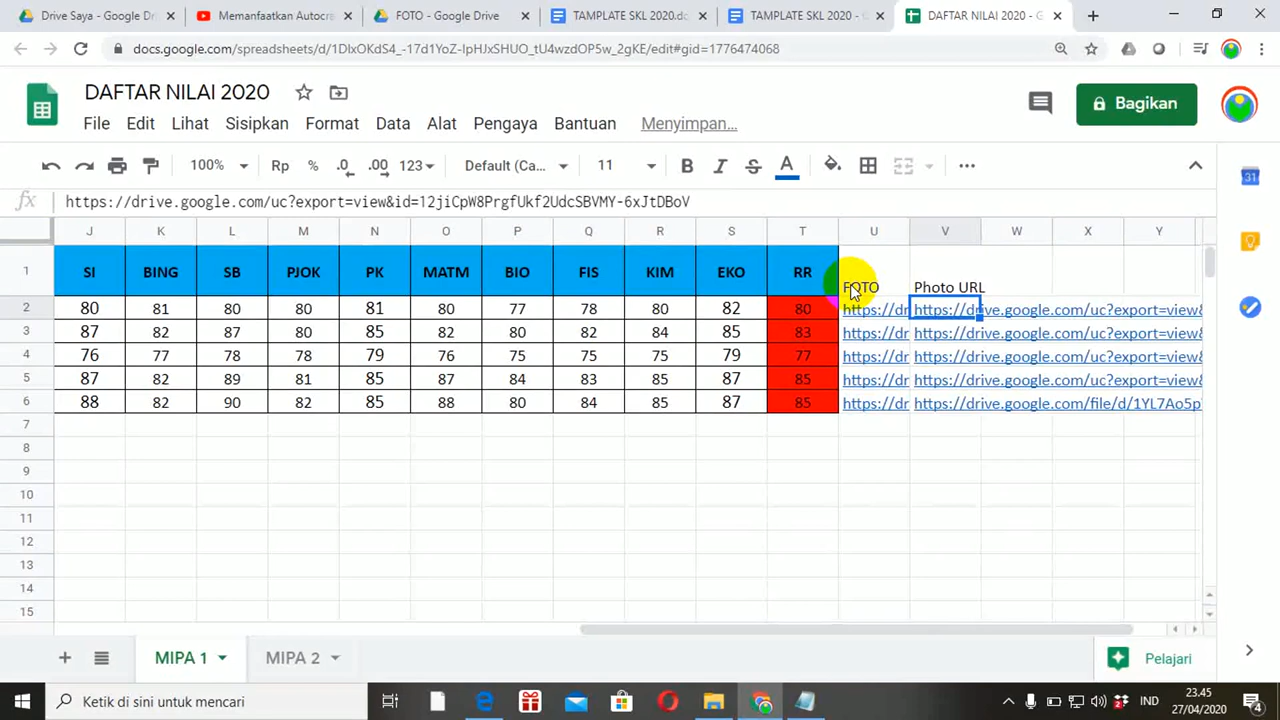 Drive Saya - Google Dri
Manfaatkan Autocra
FOTO - Google Drive
TAMPLATE SKL 2020.do
TAMPLATE SKL 2020 - G
DAFTAR NILAI 2020 - G
docs.google.com/spreadsheets/d/1DlxOKdS4_-17d1YoZ-IpHJxSHUO_tU4wzdOP5w_2gKE/edit#gid=1776474068
DAFTAR NILAI 2020
Bagikan
File Edit Lihat Sisipkan Format Data Alat Pengaya Bantuan Menyimpan...
100% Rp % .0 .00 123 Default (Ca... 11 B I S A
31
fx https://drive.google.com/uc?export=view&id=12jiCpW8PrgfUkf2UdcSBVMY-6xJtDBoV
J K L M N O P Q R S T U V W X Y
1 SI BING SB PJOK PK MATM BIO FIS KIM EKO RR FOTO Photo URL
2 80 81 80 80 81 80 77 78 80 82 80 https://dr https://drive.google.com/uc?export=view&
3 87 82 87 80 85 82 80 82 84 85 83 https://dr https://drive.google.com/uc?export=view&
4 76 77 78 78 79 76 75 75 75 79 77 https://dr https://drive.google.com/uc?export=view&
5 87 82 89 81 85 87 84 83 85 87 85 https://dr https://drive.google.com/uc?export=view&
6 88 82 90 82 85 88 80 84 85 87 85 https://dr https://drive.google.com/file/d/1YL7Ao5p
7
8
9
10
11
12
13
14
15
MIPA 1 MIPA 2
Pelajari
Ketik di sini untuk mencari
IND
23.45
27/04/2020
4